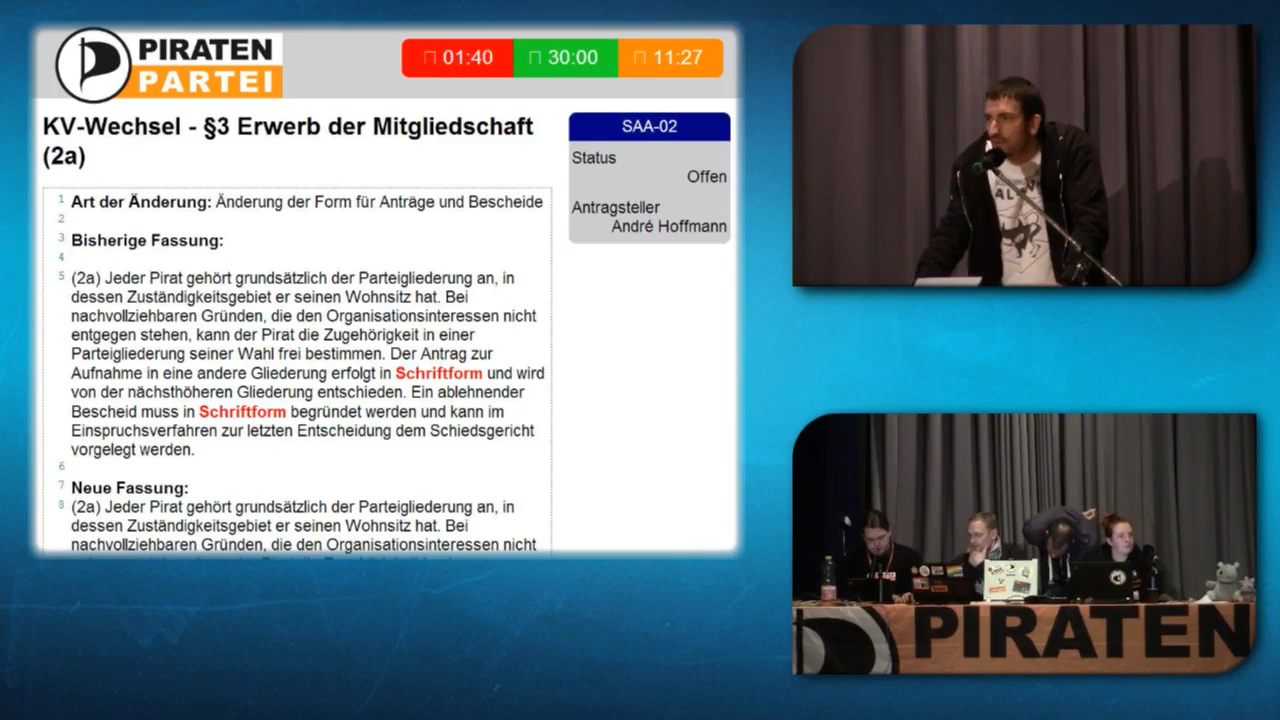 PIRATEN
PARTEI
01:40
30:00
11:27
KV-Wechsel - §3 Erwerb der Mitgliedschaft
(2a)
SAA-02
Status
Offen
Antragsteller
André Hoffmann
1 Art der Änderung: Änderung der Form für Anträge und Bescheide
2
3 Bisherige Fassung:
4
5 (2a) Jeder Pirat gehört grundsätzlich der Parteigliederung an, in
dessen Zuständigkeitsgebiet er seinen Wohnsitz hat. Bei
nachvollziehbaren Gründen, die den Organisationsinteressen nicht
entgegen stehen, kann der Pirat die Zugehörigkeit in einer
Parteigliederung seiner Wahl frei bestimmen. Der Antrag zur
Aufnahme in eine andere Gliederung erfolgt in Schriftform und wird
von der nächsthöheren Gliederung entschieden. Ein ablehnender
Bescheid muss in Schriftform begründet werden und kann im
Einspruchsverfahren zur letzten Entscheidung dem Schiedsgericht
vorgelegt werden.
6
7 Neue Fassung:
8 (2a) Jeder Pirat gehört grundsätzlich der Parteigliederung an, in
dessen Zuständigkeitsgebiet er seinen Wohnsitz hat. Bei
nachvollziehbaren Gründen, die den Organisationsinteressen nicht
PIRATEN